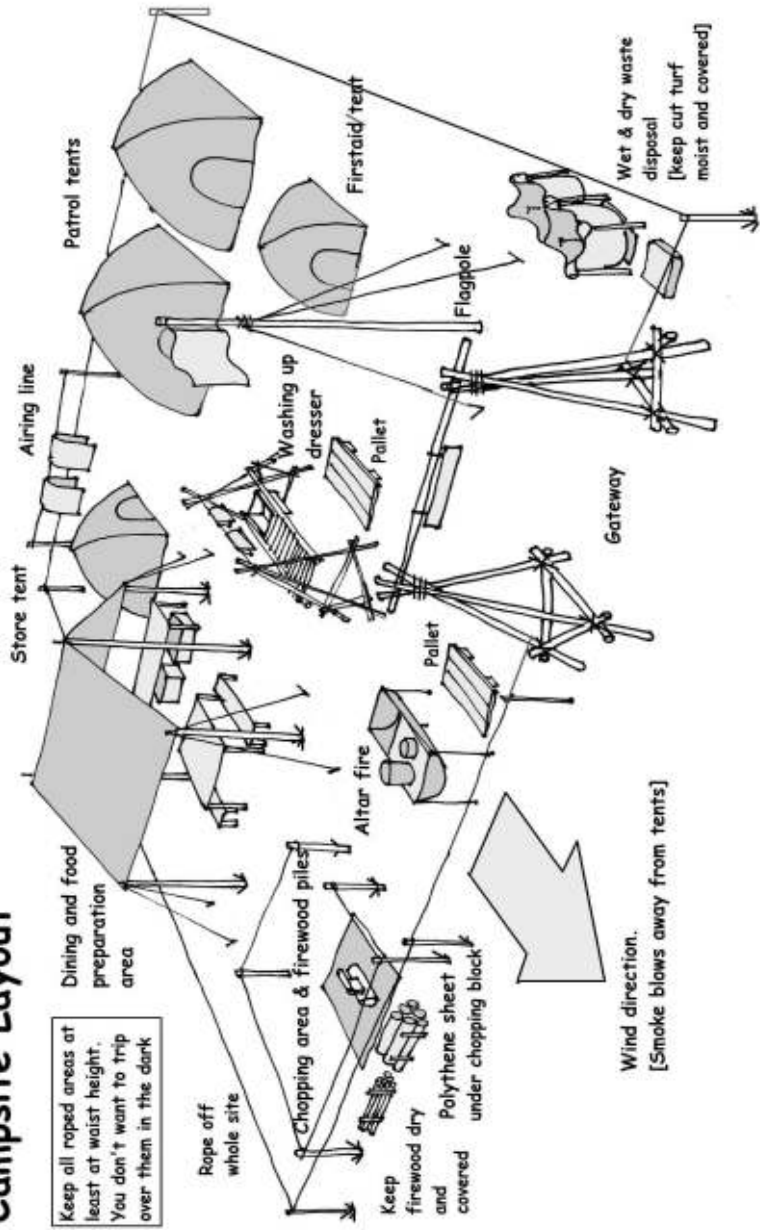 Campsite Layout
Keep all roped areas at
least at waist height.
You don't want to trip
over them in the dark
Dining and food
preparation
area
Store tent
Airing line
Patrol tents
Firstaid/tent
Flagpole
Washing up
dresser
Pallet
Wet & dry waste
disposal
[keep cut turf
moist and covered]
Gateway
Pallet
Altar fire
Chopping area & firewood piles
Rope off
whole site
Keep
firewood dry
and
covered
Polythene sheet
under chopping block
Wind direction.
[Smoke blows away from tents]